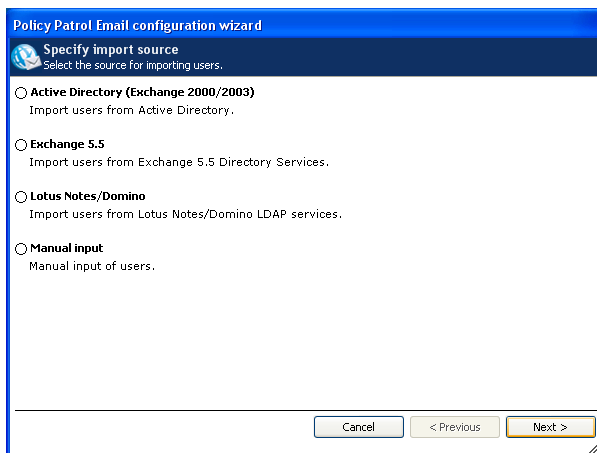 Policy Patrol Email configuration wizard
Specify import source
Select the source for importing users.
Active Directory (Exchange 2000/2003)
Import users from Active Directory.
Exchange 5.5
Import users from Exchange 5.5 Directory Services.
Lotus Notes/Domino
Import users from Lotus Notes/Domino LDAP services.
Manual input
Manual input of users.
Cancel
< Previous
Next >